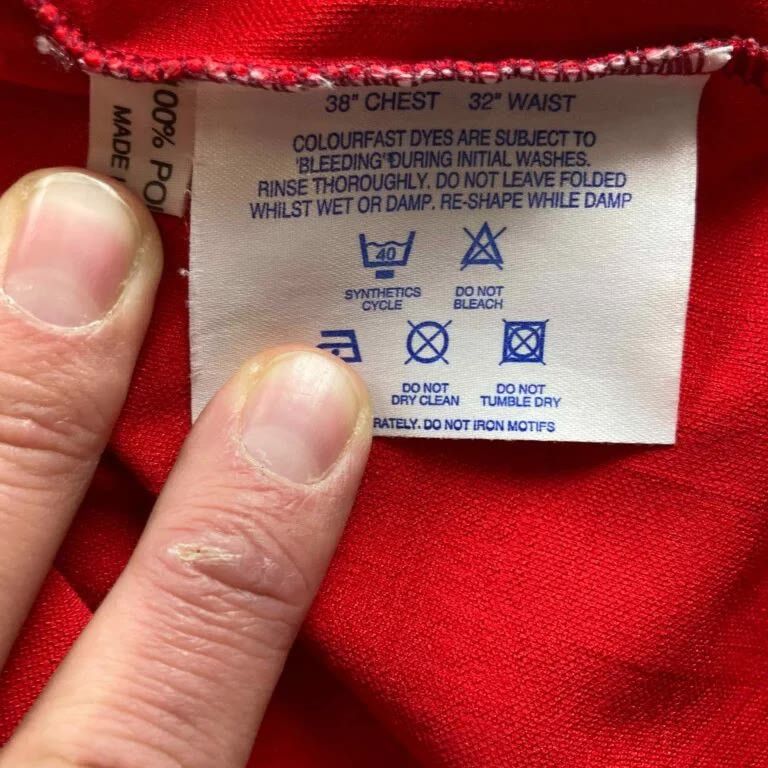 38" CHEST 32" WAIST
COLOURFAST DYES ARE SUBJECT TO
'BLEEDING' DURING INITIAL WASHES.
RINSE THOROUGHLY. DO NOT LEAVE FOLDED
WHILST WET OR DAMP. RE-SHAPE WHILE DAMP
40
SYNTHETICS
CYCLE
DO NOT
BLEACH
DO NOT
DRY CLEAN
DO NOT
TUMBLE DRY
RATELY. DO NOT IRON MOTIFS
100% PO
MADE